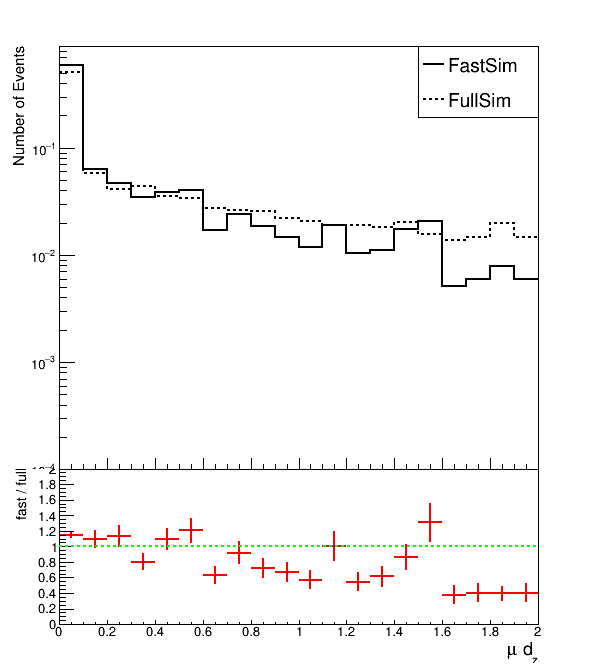 Number of Events
FastSim
FullSim
10⁻¹
10⁻²
10⁻³
fast / full
2
1.8
1.6
1.4
1.2
1
0.8
0.6
0.4
0.2
0
0 0.2 0.4 0.6 0.8 1 1.2 1.4 1.6 1.8 2
μ d_z